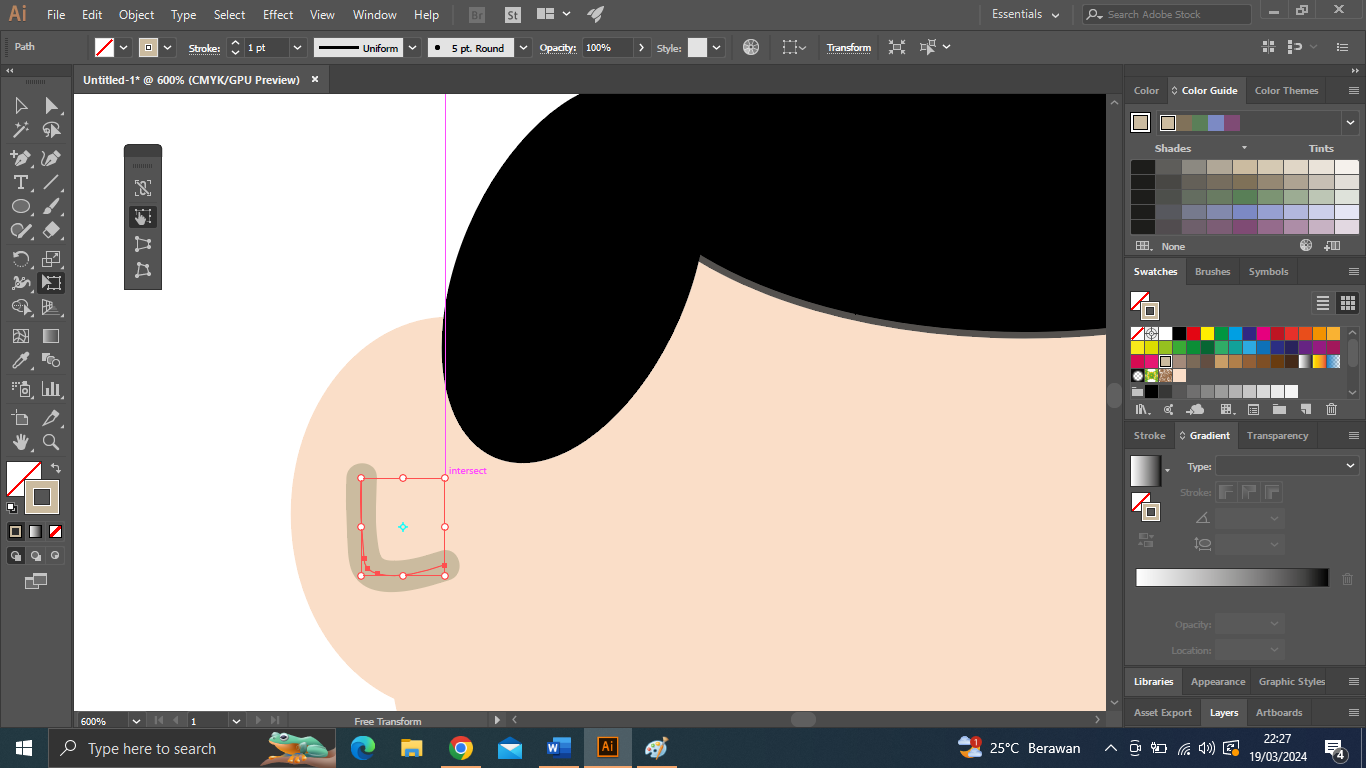 Ai File Edit Object Type Select Effect View Window Help Br St Essentials Search Adobe Stock
Path Stroke: 1 pt Uniform 5 pt. Round Opacity: 100% Style: Transform
Untitled-1* @ 600% (CMYK/GPU Preview)
Color Color Guide Color Themes
Shades Tints
None
Swatches Brushes Symbols
Stroke Gradient Transparency
Type:
Stroke:
intersect
Opacity:
Location:
Libraries Appearance Graphic Styles
Asset Export Layers Artboards
600% 1 Free Transform
Type here to search Ai 1 25°C Berawan 22:27
19/03/2024 4